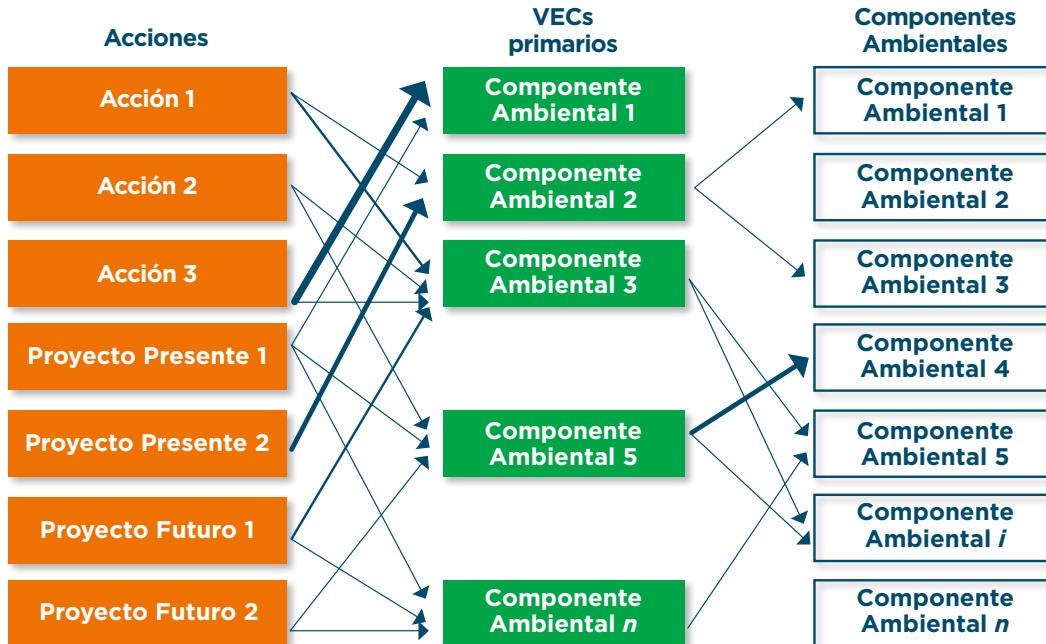 Acciones
VECs
primarios
Componentes
Ambientales
Acción 1
Componente
Ambiental 1
Componente
Ambiental 1
Acción 2
Componente
Ambiental 2
Componente
Ambiental 2
Acción 3
Componente
Ambiental 3
Componente
Ambiental 3
Proyecto Presente 1
Componente
Ambiental 4
Proyecto Presente 2
Componente
Ambiental 5
Componente
Ambiental 5
Proyecto Futuro 1
Componente
Ambiental i
Proyecto Futuro 2
Componente
Ambiental n
Componente
Ambiental n